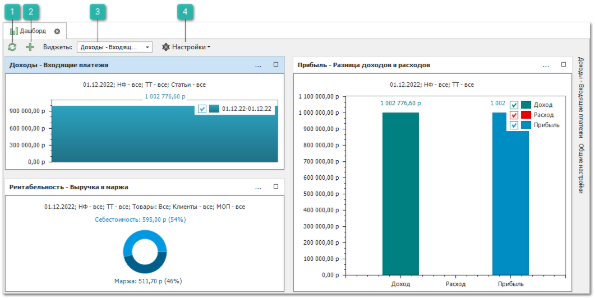 1 2 3 4
Дашборд
Виджеты: Доходы - Входящ... Настройки
Доходы - Входящие платежи ...
01.12.2022; НФ - все; ТТ - все; Статьи - все
1 002 776,60 р
900 000,00 р
600 000,00 р
300 000,00 р
0,00 р
01.12.22-01.12.22
Рентабельность - Выручка и маржа ...
01.12.2022; НФ - все; ТТ - все; Товары: Все; Клиенты - все; МОП - все
Себестоимость: 595,00 р (54%)
Маржа: 511,70 р (46%)
Прибыль - Разница доходов и расходов ...
01.12.2022; НФ - все; ТТ - все
1 100 000,00 р
1 000 000,00 р
900 000,00 р
800 000,00 р
700 000,00 р
600 000,00 р
500 000,00 р
400 000,00 р
300 000,00 р
200 000,00 р
100 000,00 р
0,00 р
1 002 776,60 р
1 002
Доход
Расход
Прибыль
Доход Расход Прибыль
Доходы - Входящие платежи Общие настройки